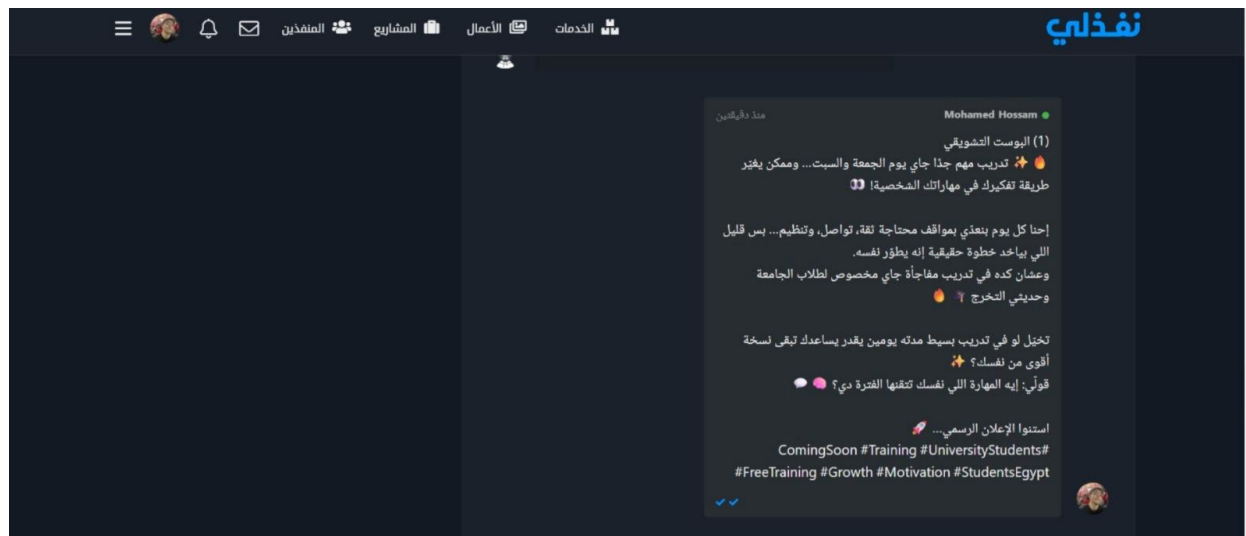 نفذلي
الخدمات
الأعمال
المشاريع
المنفذين
Mohamed Hossam
منذ دقيقتين
(1) البوست التشويقي
🔥 ✨ تدريب مهم جدًا جاي يوم الجمعة والسبت... وممكن يغيّر
طريقة تفكيرك في مهاراتك الشخصية! 👀
إحنا كل يوم بنعدّي بمواقف محتاجة ثقة، تواصل، وتنظيم... بس قليل
اللي بياخد خطوة حقيقية إنه يطوّر نفسه.
وعشان كده في تدريب مفاجأة جاي مخصوص لطلاب الجامعة
وحديثي التخرج 🔥
تخيّل لو في تدريب بسيط مدته يومين يقدر يساعدك تبقى نسخة
أقوى من نفسك؟ ✨
قولّي: إيه المهارة اللي نفسك تتقنها الفترة دي؟ 🧠 💬
استنوا الإعلان الرسمي... 🚀
#ComingSoon #Training #UniversityStudents
#FreeTraining #Growth #Motivation #StudentsEgypt